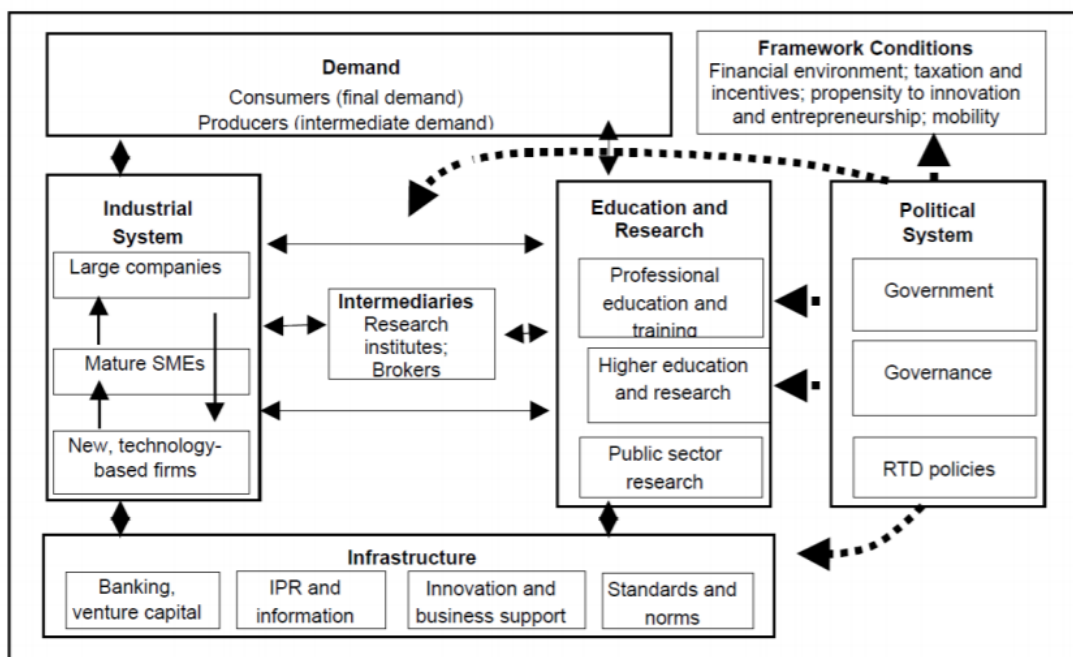 Demand
Consumers (final demand)
Producers (intermediate demand)
Framework Conditions
Financial environment; taxation and
incentives; propensity to innovation
and entrepreneurship; mobility
Industrial
System
Large companies
Mature SMEs
New, technology-
based firms
Intermediaries
Research
institutes;
Brokers
Education and
Research
Professional
education and
training
Higher education
and research
Public sector
research
Political
System
Government
Governance
RTD policies
Infrastructure
Banking,
venture capital
IPR and
information
Innovation and
business support
Standards and
norms